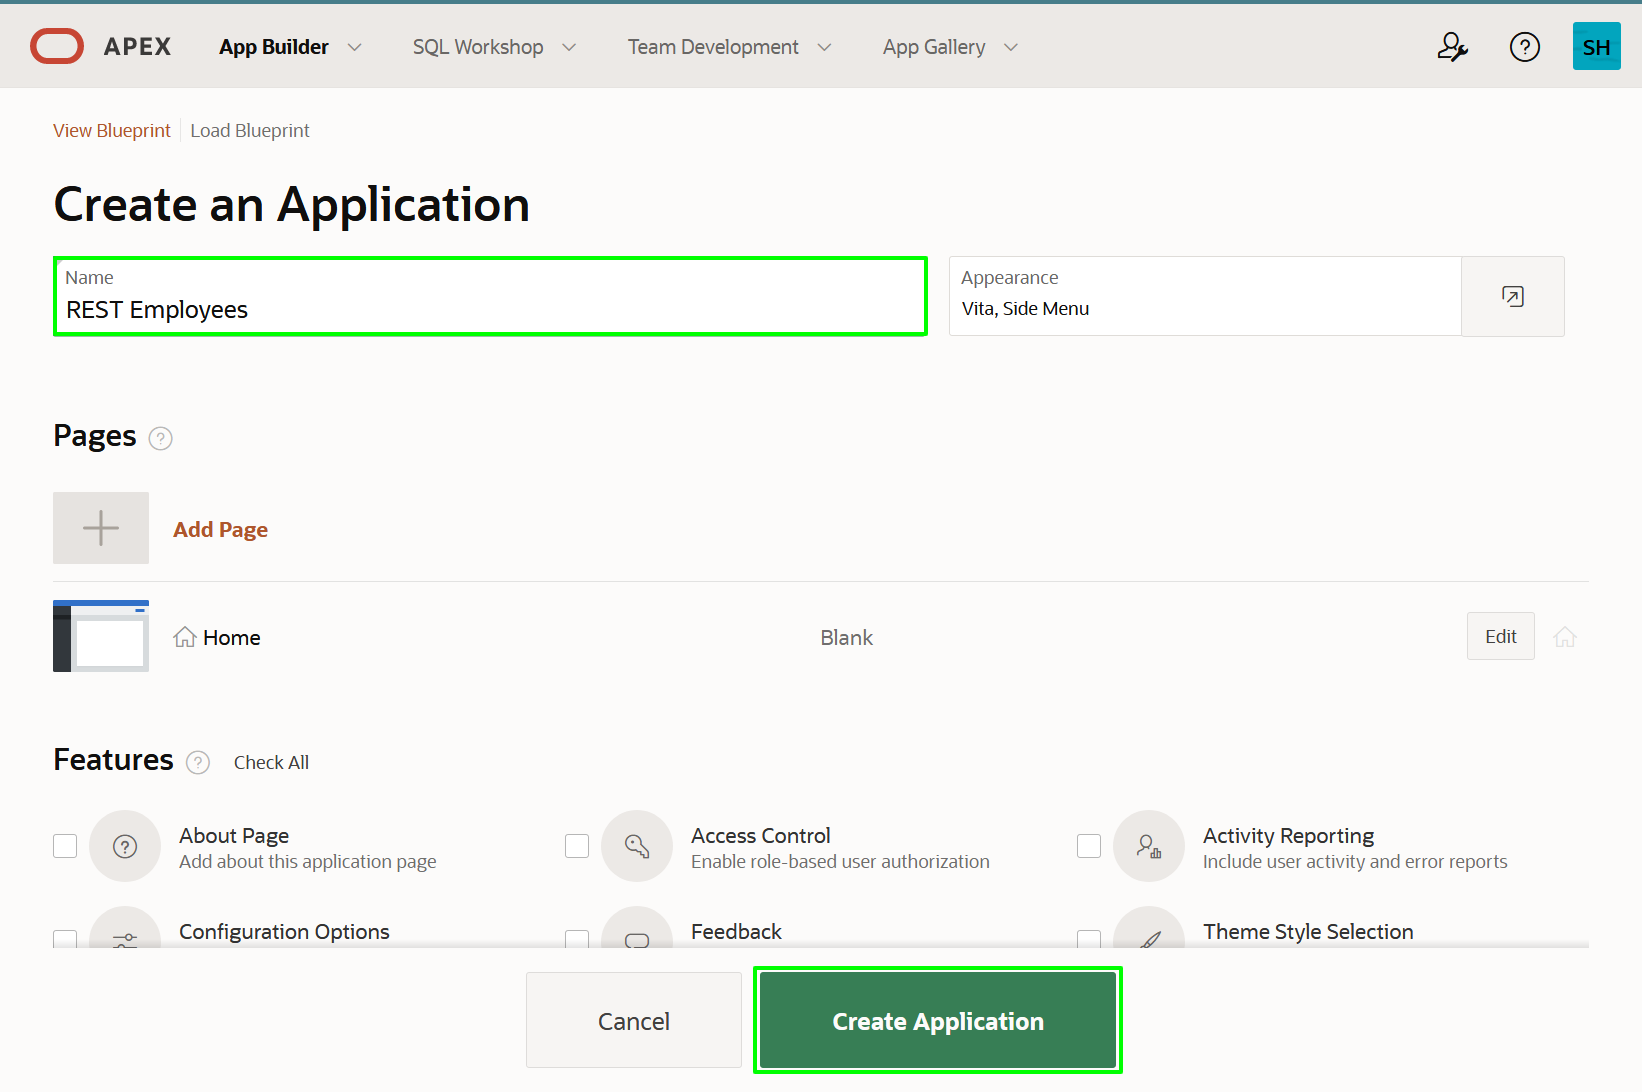 APEX App Builder SQL Workshop Team Development App Gallery SH
View Blueprint Load Blueprint
Create an Application
Name
REST Employees
Appearance
Vita, Side Menu
Pages ?
Add Page
Home Blank Edit
Features ? Check All
About Page
Add about this application page
Access Control
Enable role-based user authorization
Activity Reporting
Include user activity and error reports
Configuration Options
Feedback
Theme Style Selection
Cancel Create Application